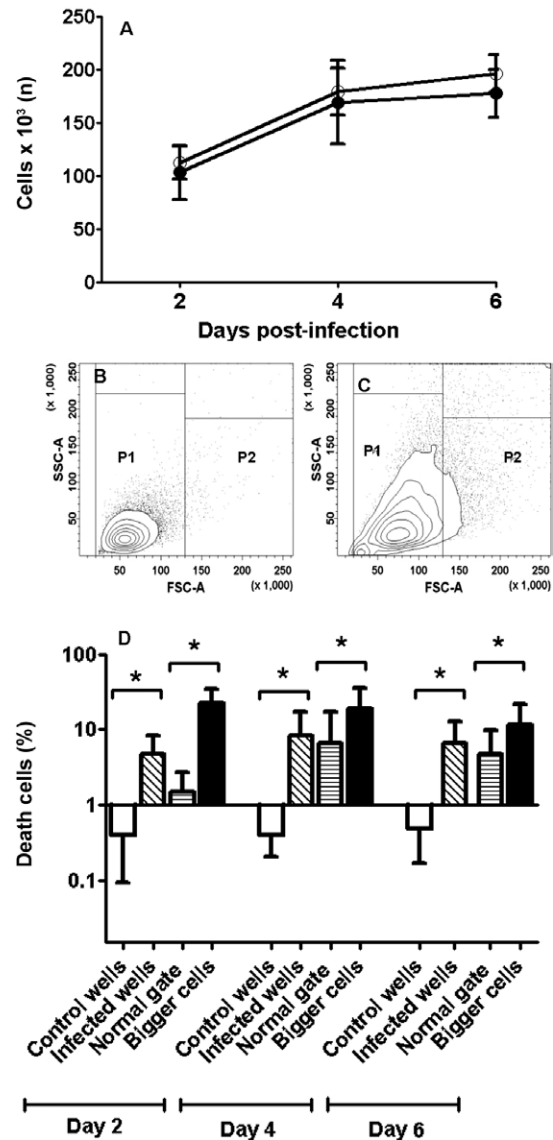 A
Cells x 10³ (n)
250
200
150
100
50
0
2
4
6
Days post-infection
B
(x 1,000)
SSC-A
250
200
150
100
50
P1
P2
50 100 150 200 250
FSC-A
(x 1,000)
C
(x 1,000)
SSC-A
250
200
150
100
50
P1
P2
50 100 150 200 250
FSC-A
(x 1,000)
D
Death cells (%)
100
10
1
0.1
* * * * * *
Control wells
Infected wells
Normal gate
Bigger cells
Control wells
Infected wells
Normal gate
Bigger cells
Control wells
Infected wells
Normal gate
Bigger cells
Day 2
Day 4
Day 6